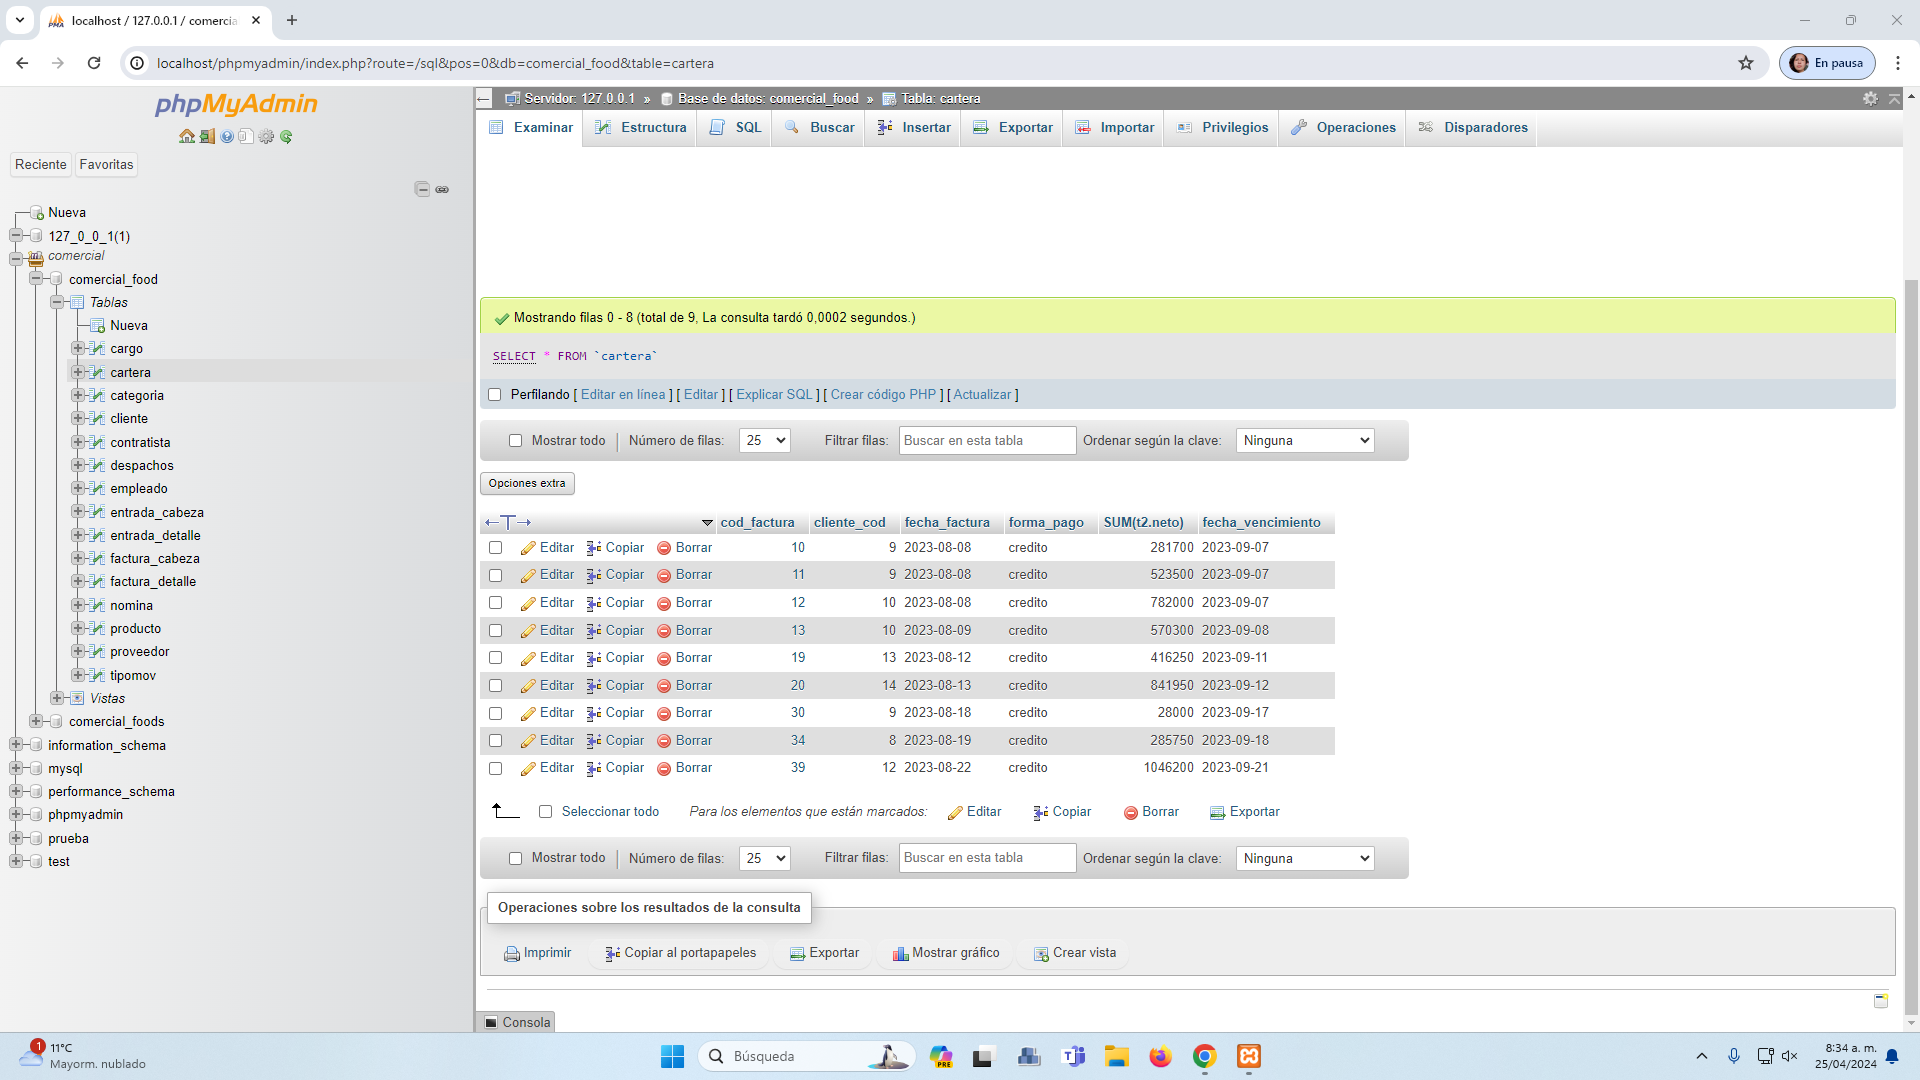 localhost / 127.0.0.1 / comercia
localhost/phpmyadmin/index.php?route=/sql&pos=0&db=comercial_food&table=cartera
En pausa
phpMyAdmin
Reciente Favoritas
Nueva
127_0_0_1(1)
comercial
comercial_food
Tablas
Nueva
cargo
cartera
categoria
cliente
contratista
despachos
empleado
entrada_cabeza
entrada_detalle
factura_cabeza
factura_detalle
nomina
producto
proveedor
tipomov
Vistas
comercial_foods
information_schema
mysql
performance_schema
phpmyadmin
prueba
test
Servidor: 127.0.0.1 » Base de datos: comercial_food » Tabla: cartera
Examinar Estructura SQL Buscar Insertar Exportar Importar Privilegios Operaciones Disparadores
Mostrando filas 0 - 8 (total de 9, La consulta tardó 0,0002 segundos.)
SELECT * FROM `cartera`
Perfilando [ Editar en línea ] [ Editar ] [ Explicar SQL ] [ Crear código PHP ] [ Actualizar ]
Mostrar todo Número de filas: 25 Filtrar filas: Buscar en esta tabla Ordenar según la clave: Ninguna
Opciones extra
cod_factura cliente_cod fecha_factura forma_pago SUM(t2.neto) fecha_vencimiento
Editar Copiar Borrar 10 9 2023-08-08 credito 281700 2023-09-07
Editar Copiar Borrar 11 9 2023-08-08 credito 523500 2023-09-07
Editar Copiar Borrar 12 10 2023-08-08 credito 782000 2023-09-07
Editar Copiar Borrar 13 10 2023-08-09 credito 570300 2023-09-08
Editar Copiar Borrar 19 13 2023-08-12 credito 416250 2023-09-11
Editar Copiar Borrar 20 14 2023-08-13 credito 841950 2023-09-12
Editar Copiar Borrar 30 9 2023-08-18 credito 28000 2023-09-17
Editar Copiar Borrar 34 8 2023-08-19 credito 285750 2023-09-18
Editar Copiar Borrar 39 12 2023-08-22 credito 1046200 2023-09-21
Seleccionar todo Para los elementos que están marcados: Editar Copiar Borrar Exportar
Mostrar todo Número de filas: 25 Filtrar filas: Buscar en esta tabla Ordenar según la clave: Ninguna
Operaciones sobre los resultados de la consulta
Imprimir Copiar al portapapeles Exportar Mostrar gráfico Crear vista
Consola
1
11°C
Mayorm. nublado
Búsqueda
PRE
8:34 a. m.
25/04/2024